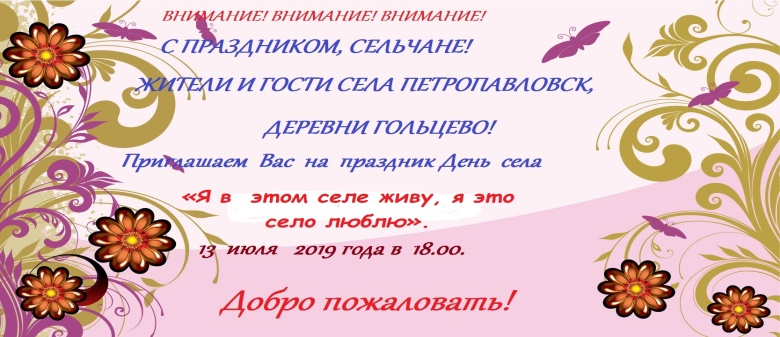 ВНИМАНИЕ! ВНИМАНИЕ! ВНИМАНИЕ!
С ПРАЗДНИКОМ, СЕЛЬЧАНЕ!
ЖИТЕЛИ И ГОСТИ СЕЛА ПЕТРОПАВЛОВСК,
ДЕРЕВНИ ГОЛЬЦЕВО!
Приглашаем Вас на праздник День села
«Я в этом селе живу, я это
село люблю».
13 июля 2019 года в 18.00.
Добро пожаловать!